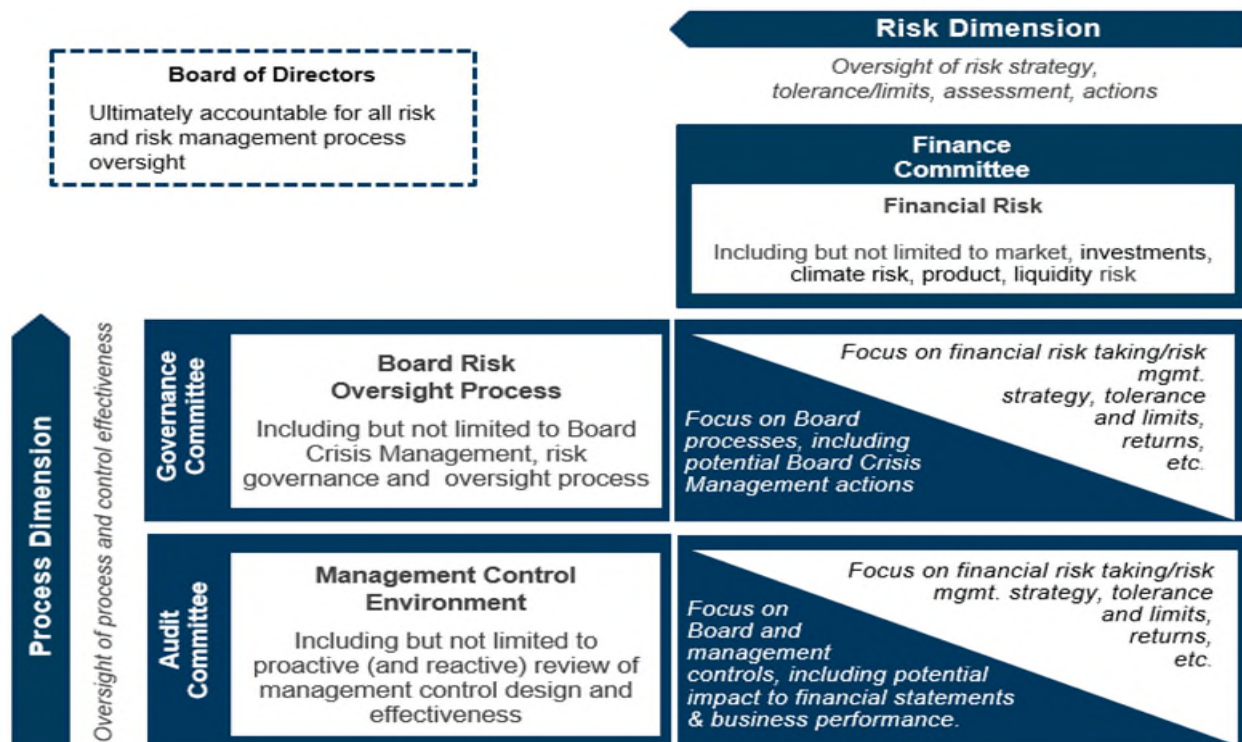 Risk Dimension
Oversight of risk strategy,
tolerance/limits, assessment, actions
Board of Directors
Ultimately accountable for all risk
and risk management process
oversight
Finance
Committee
Financial Risk
Including but not limited to market, investments,
climate risk, product, liquidity risk
Process Dimension
Oversight of process and control effectiveness
Governance
Committee
Board Risk
Oversight Process
Including but not limited to Board
Crisis Management, risk
governance and oversight process
Focus on financial risk taking/risk
mgmt.
strategy, tolerance
and limits,
returns,
etc.
Focus on Board
processes, including
potential Board Crisis
Management actions
Audit
Committee
Management Control
Environment
Including but not limited to
proactive (and reactive) review of
management control design and
effectiveness
Focus on financial risk taking/risk
mgmt. strategy, tolerance
and limits,
returns,
etc.
Focus on
Board and
management
controls, including potential
impact to financial statements
& business performance.